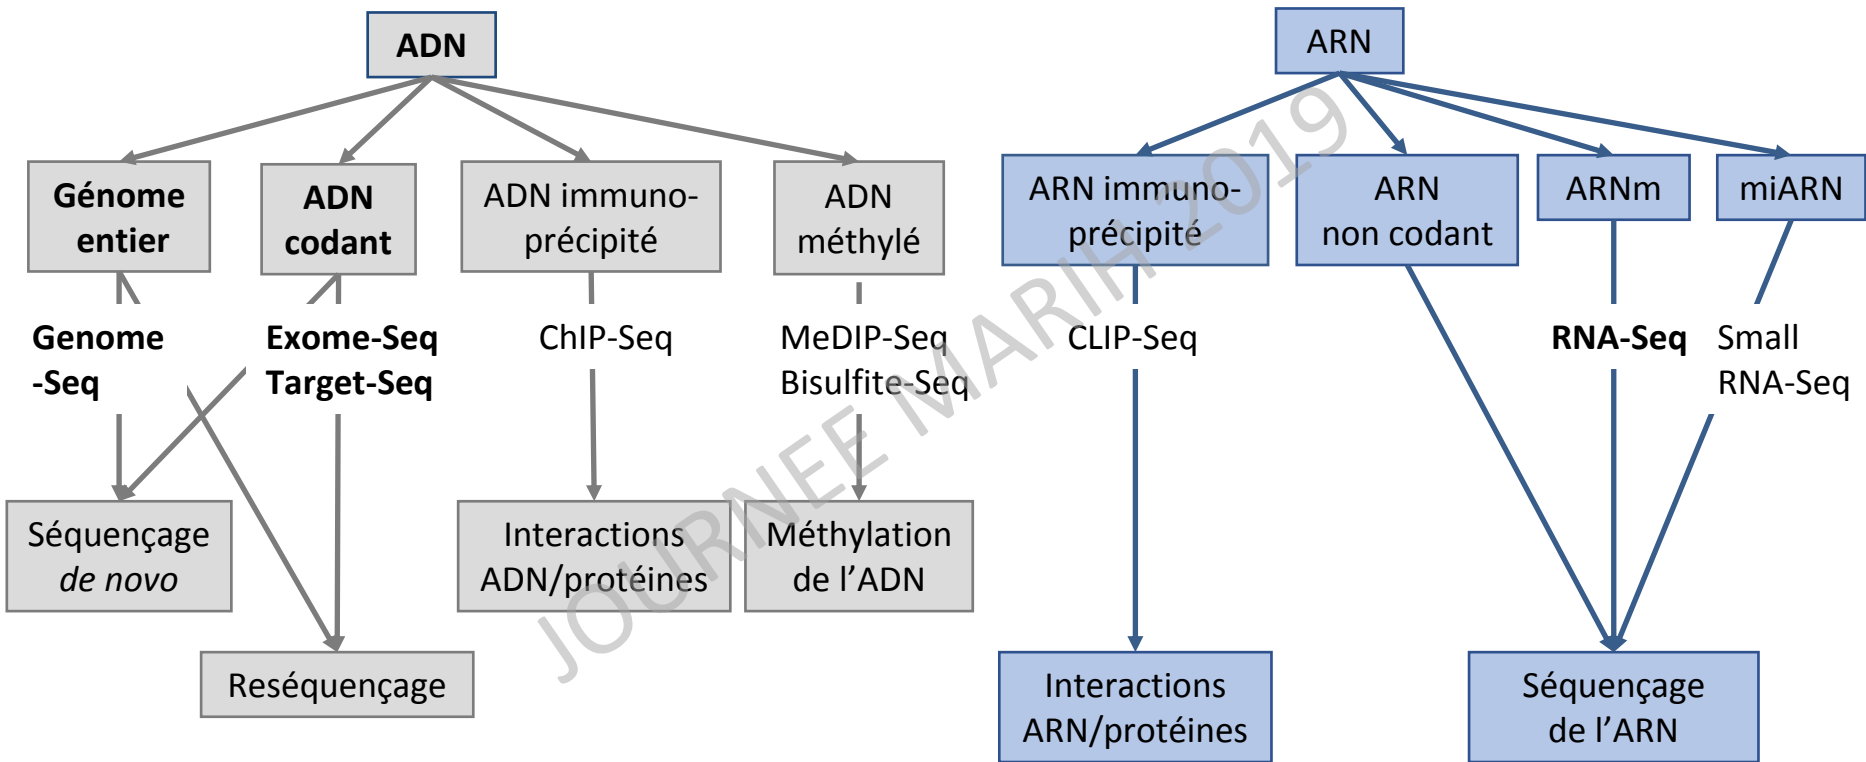 ADN
ARN
Génome
entier
ADN
codant
ADN immuno-
précipité
ADN
méthylé
ARN immuno-
précipité
ARN
non codant
ARNm
miARN
Genome
-Seq
Exome-Seq
Target-Seq
ChIP-Seq
MeDIP-Seq
Bisulfite-Seq
CLIP-Seq
RNA-Seq
Small
RNA-Seq
Séquençage
de novo
Interactions
ADN/protéines
Méthylation
de l’ADN
Reséquençage
Interactions
ARN/protéines
Séquençage
de l’ARN
JOURNEE MARIH 2019